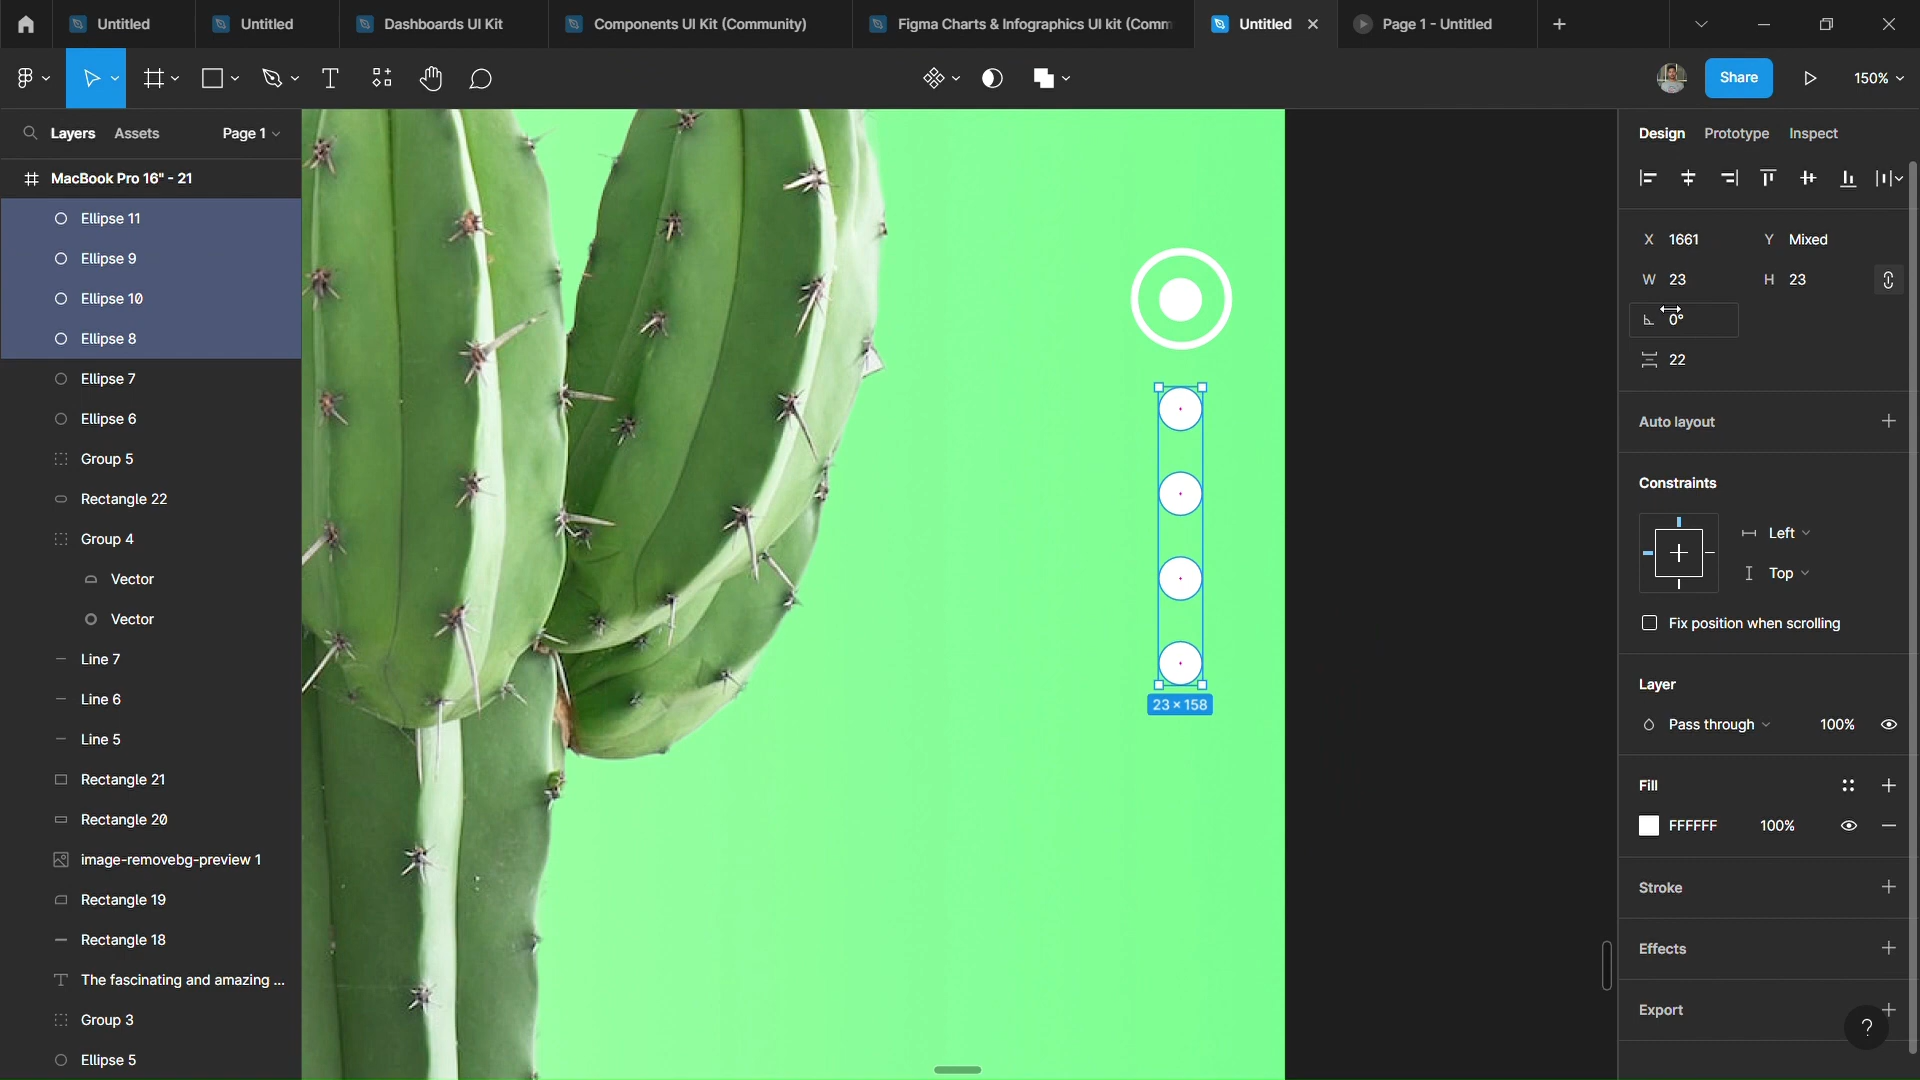 Untitled
Untitled
Dashboards UI Kit
Components UI Kit (Community)
Figma Charts & Infographics UI kit (Comm
Untitled
Page 1 - Untitled
Share
150%
Layers
Assets
Page 1
MacBook Pro 16" - 21
Ellipse 11
Ellipse 9
Ellipse 10
Ellipse 8
Ellipse 7
Ellipse 6
Group 5
Rectangle 22
Group 4
Vector
Vector
Line 7
Line 6
Line 5
Rectangle 21
Rectangle 20
image-removebg-preview 1
Rectangle 19
Rectangle 18
The fascinating and amazing ...
Group 3
Ellipse 5
23 × 158
Design
Prototype
Inspect
X 1661
Y Mixed
W 23
H 23
0°
22
Auto layout
Constraints
Left
Top
Fix position when scrolling
Layer
Pass through
100%
Fill
FFFFFF
100%
Stroke
Effects
Export
?